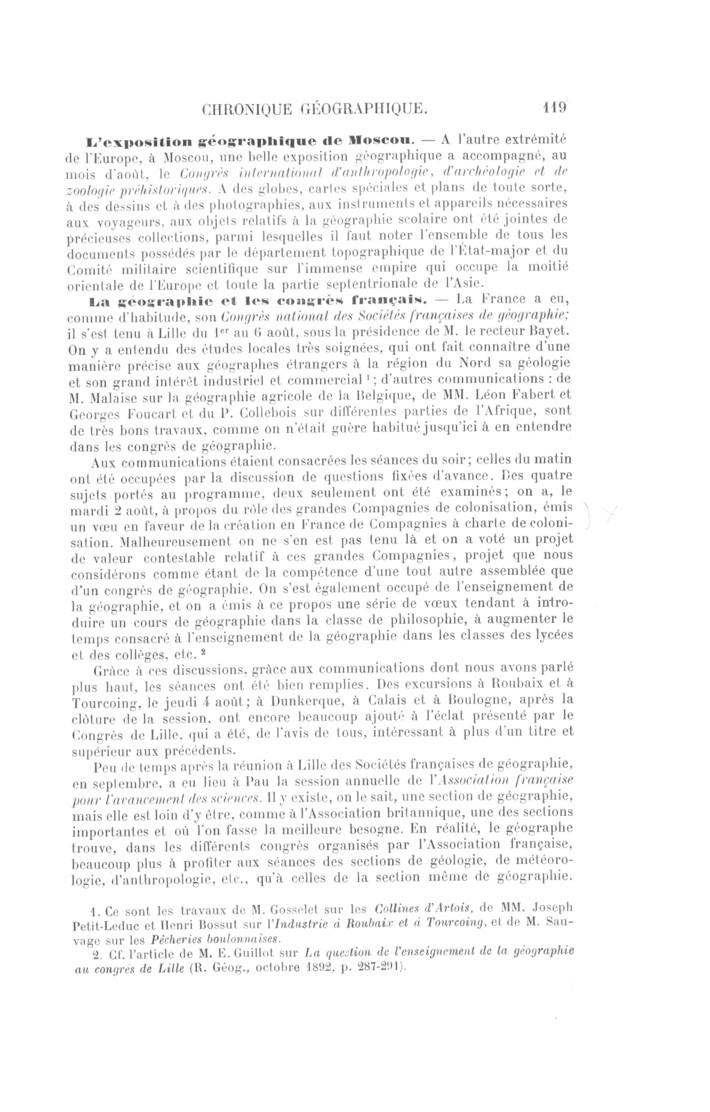 CHRONIQUE GÉOGRAPHIQUE. 119
L'exposition géographique de Moscou. — A l'autre extrémité
de l'Europe, à Moscou, une belle exposition géographique a accompagné, au
mois d'août, le Congrès international d'anthropologie, d'archéologie et de
zoologie préhistoriques. A des globes, cartes spéciales et plans de toute sorte,
à des dessins et à des photographies, aux instruments et appareils nécessaires
aux voyageurs, aux objets relatifs à la géographie scolaire ont été jointes de
précieuses collections, parmi lesquelles il faut noter l'ensemble de tous les
documents possédés par le département topographique de l'État-major et du
Comité militaire scientifique sur l'immense empire qui occupe la moitié
orientale de l'Europe et toute la partie septentrionale de l'Asie.
La géographie et les congrès français. — La France a eu,
comme d'habitude, son Congrès national des Sociétés françaises de géographie;
il s'est tenu à Lille du 1er au 6 août, sous la présidence de M. le recteur Bayet.
On y a entendu des études locales très soignées, qui ont fait connaître d'une
manière précise aux géographes étrangers à la région du Nord sa géologie
et son grand intérêt industriel et commercial 1 ; d'autres communications : de
M. Malaise sur la géographie agricole de la Belgique, de MM. Léon Fabert et
Georges Foucart et du P. Collebois sur différentes parties de l'Afrique, sont
de très bons travaux, comme on n'était guère habitué jusqu'ici à en entendre
dans les congrès de géographie.
Aux communications étaient consacrées les séances du soir; celles du matin
ont été occupées par la discussion de questions fixées d'avance. Des quatre
sujets portés au programme, deux seulement ont été examinés; on a, le
mardi 2 août, à propos du rôle des grandes Compagnies de colonisation, émis
un vœu en faveur de la création en France de Compagnies à charte de coloni-
sation. Malheureusement on ne s'en est pas tenu là et on a voté un projet
de valeur contestable relatif à ces grandes Compagnies, projet que nous
considérons comme étant de la compétence d'une tout autre assemblée que
d'un congrès de géographie. On s'est également occupé de l'enseignement de
la géographie, et on a émis à ce propos une série de vœux tendant à intro-
duire un cours de géographie dans la classe de philosophie, à augmenter le
temps consacré à l'enseignement de la géographie dans les classes des lycées
et des collèges, etc. 2
Grâce à ces discussions, grâce aux communications dont nous avons parlé
plus haut, les séances ont été bien remplies. Des excursions à Roubaix et à
Tourcoing, le jeudi 4 août; à Dunkerque, à Calais et à Boulogne, après la
clôture de la session, ont encore beaucoup ajouté à l'éclat présenté par le
Congrès de Lille, qui a été, de l'avis de tous, intéressant à plus d'un titre et
supérieur aux précédents.
Peu de temps après la réunion à Lille des Sociétés françaises de géographie,
en septembre, a eu lieu à Pau la session annuelle de l'Association française
pour l'avancement des sciences. Il y existe, on le sait, une section de géographie,
mais elle est loin d'y être, comme à l'Association britannique, une des sections
importantes et où l'on fasse la meilleure besogne. En réalité, le géographe
trouve, dans les différents congrès organisés par l'Association française,
beaucoup plus à profiter aux séances des sections de géologie, de météoro-
logie, d'anthropologie, etc., qu'à celles de la section même de géographie.
1. Ce sont les travaux de M. Gosselet sur les Collines d'Artois, de MM. Joseph
Petit-Leduc et Henri Bossut sur l'Industrie à Roubaix et à Tourcoing, et de M. Sau-
vage sur les Pêcheries boulonnaises.
2. Cf. l'article de M. E. Guillot sur La question de l'enseignement de la géographie
au congrès de Lille (R. Géog., octobre 1892, p. 287-291).